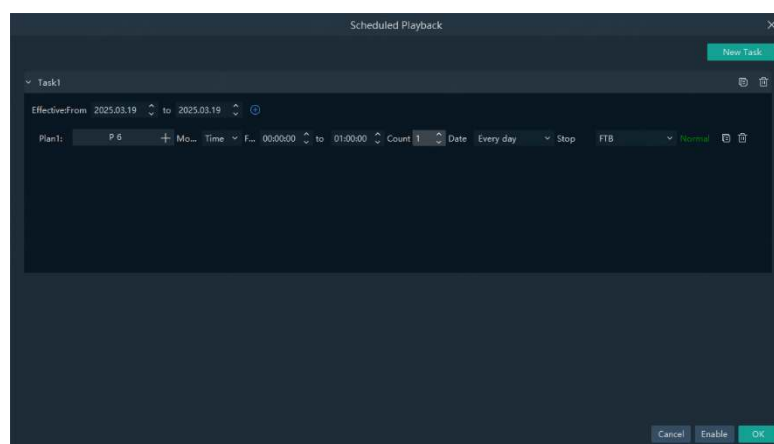 Scheduled Playback
New Task
Task1
Effective:From 2025.03.19 to 2025.03.19
Plan1: P 6 Mo... Time F... 00:00:00 to 01:00:00 Count 1 Date Every day Stop FTB Normal
Cancel Enable OK